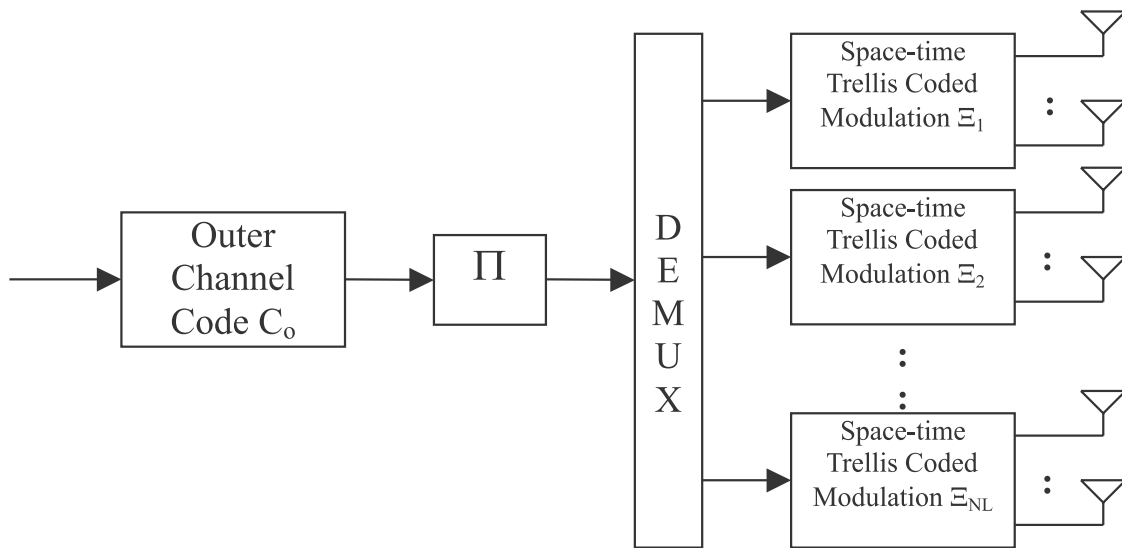 Outer
Channel
Code Cₒ
Π
D
E
M
U
X
Space-time
Trellis Coded
Modulation Ξ₁
Space-time
Trellis Coded
Modulation Ξ₂
Space-time
Trellis Coded
Modulation Ξ_NL